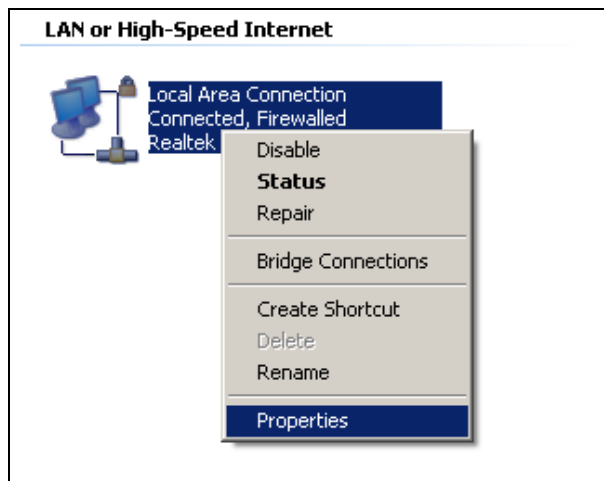 LAN or High-Speed Internet
Local Area Connection
Connected, Firewalled
Realtek
Disable
Status
Repair
Bridge Connections
Create Shortcut
Delete
Rename
Properties